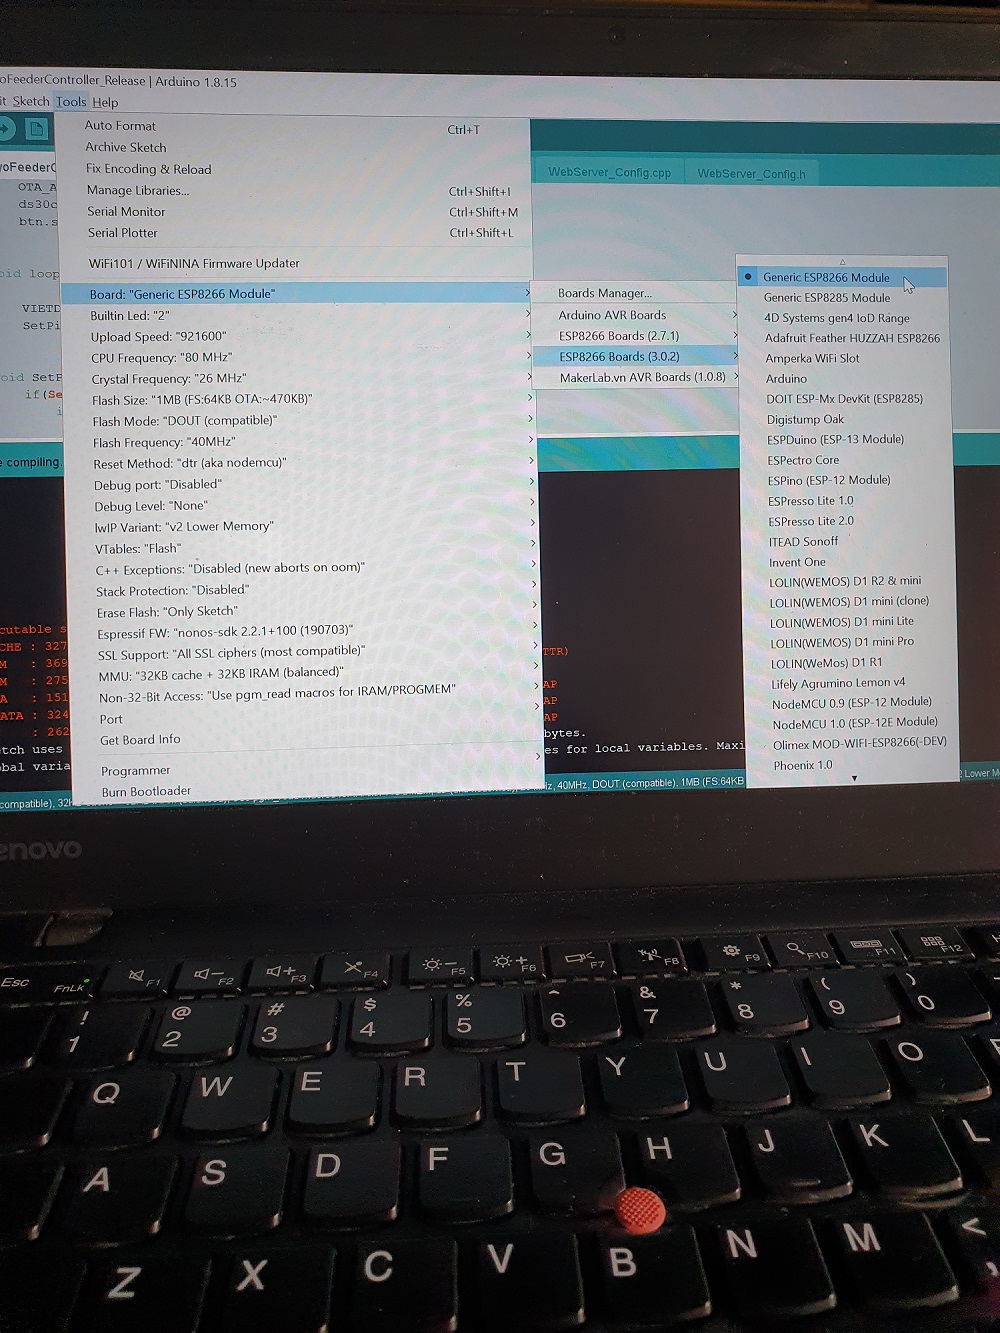 oFeederController_Release | Arduino 1.8.15
it Sketch Tools Help
Auto Format Ctrl+T
Archive Sketch
Fix Encoding & Reload
Manage Libraries... Ctrl+Shift+I
Serial Monitor Ctrl+Shift+M
Serial Plotter Ctrl+Shift+L
WiFi101 / WiFiNINA Firmware Updater
Board: "Generic ESP8266 Module"
Builtin Led: "2"
Upload Speed: "921600"
CPU Frequency: "80 MHz"
Crystal Frequency: "26 MHz"
Flash Size: "1MB (FS:64KB OTA:~470KB)"
Flash Mode: "DOUT (compatible)"
Flash Frequency: "40MHz"
Reset Method: "dtr (aka nodemcu)"
Debug port: "Disabled"
Debug Level: "None"
lwIP Variant: "v2 Lower Memory"
VTables: "Flash"
C++ Exceptions: "Disabled (new aborts on oom)"
Stack Protection: "Disabled"
Erase Flash: "Only Sketch"
Espressif FW: "nonos-sdk 2.2.1+100 (190703)"
SSL Support: "All SSL ciphers (most compatible)"
MMU: "32KB cache + 32KB IRAM (balanced)"
Non-32-Bit Access: "Use pgm_read macros for IRAM/PROGMEM"
Port
Get Board Info
Programmer
Burn Bootloader
yoFeederC
OTA_A
ds30c
btn.s
oid loop
VIETD
SetPi
oid SetP
if(Se
i
e compiling.
cutable s
CHE : 327
M : 369
M : 275
A : 151
ATA : 324
: 262
tch uses
bal varia
compatible), 32K
WebServer_Config.cpp WebServer_Config.h
Boards Manager...
Arduino AVR Boards
ESP8266 Boards (2.7.1)
ESP8266 Boards (3.0.2)
MakerLab.vn AVR Boards (1.0.8)
TTR)
AP
AP
AP
bytes.
es for local variables. Maxi
z, 40MHz, DOUT (compatible), 1MB (FS:64KB
Generic ESP8266 Module
Generic ESP8285 Module
4D Systems gen4 IoD Range
Adafruit Feather HUZZAH ESP8266
Amperka WiFi Slot
Arduino
DOIT ESP-Mx DevKit (ESP8285)
Digistump Oak
ESPDuino (ESP-13 Module)
ESPectro Core
ESPino (ESP-12 Module)
ESPresso Lite 1.0
ESPresso Lite 2.0
ITEAD Sonoff
Invent One
LOLIN(WEMOS) D1 R2 & mini
LOLIN(WEMOS) D1 mini (clone)
LOLIN(WEMOS) D1 mini Lite
LOLIN(WEMOS) D1 mini Pro
LOLIN(WeMos) D1 R1
Lifely Agrumino Lemon v4
NodeMCU 0.9 (ESP-12 Module)
NodeMCU 1.0 (ESP-12E Module)
Olimex MOD-WIFI-ESP8266(-DEV)
Phoenix 1.0
2 Lower M
enovo
Esc FnLk F1 F2 F3 F4 F5 F6 F7 F8 F9 F10 F11 F12
! @ # $ % ^ & * ( )
1 2 3 4 5 6 7 8 9 0
Q W E R T Y U I O
A S D F G H J K L
Z X C V B N M <
,